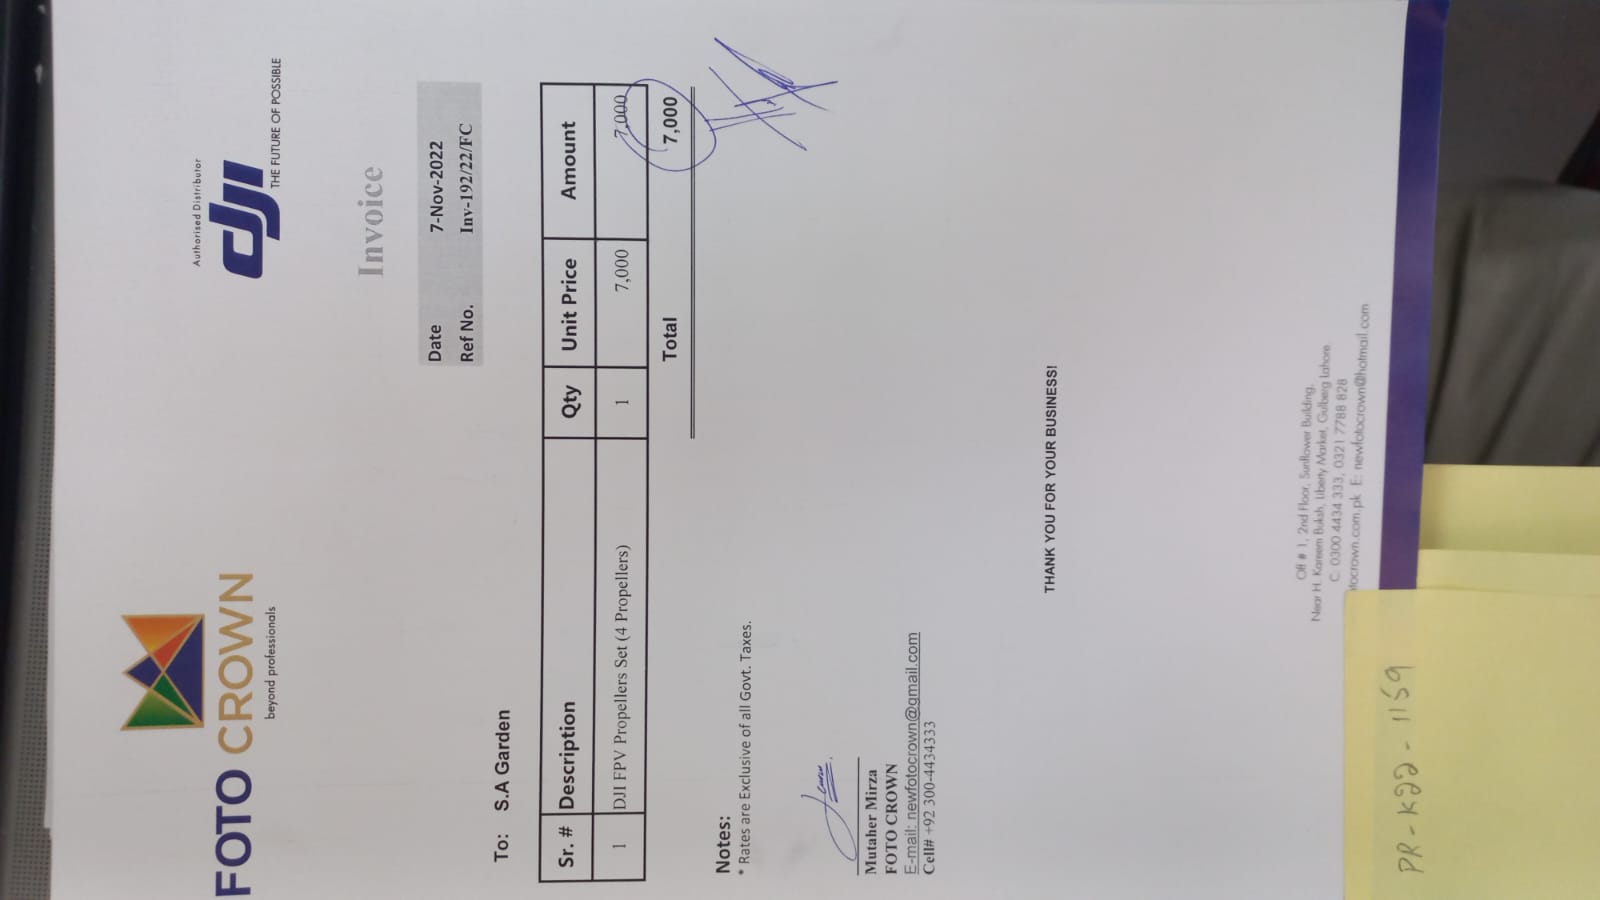 FOTO CROWN
beyond professionals
Authorised Distributor
dji
THE FUTURE OF POSSIBLE
Invoice
Date 7-Nov-2022
Ref No. Inv-192/22/FC
To: S.A Garden
Sr. # Description Qty Unit Price Amount
1 DJI FPV Propellers Set (4 Propellers) 1 7,000 7,000
Total 7,000
Notes:
* Rates are Exclusive of all Govt. Taxes.
Mutaher Mirza
FOTO CROWN
E-mail: newfotocrown@gmail.com
Cell# +92 300-4434333
THANK YOU FOR YOUR BUSINESS!
Off # 1, 2nd Floor, Sunflower Building,
Near H. Kareem Buksh, Liberty Market, Gulberg Lahore.
C: 0300 4434 333, 0321 7788 828
tocrown.com.pk E: newfotocrown@hotmail.com
PR-K22-1159